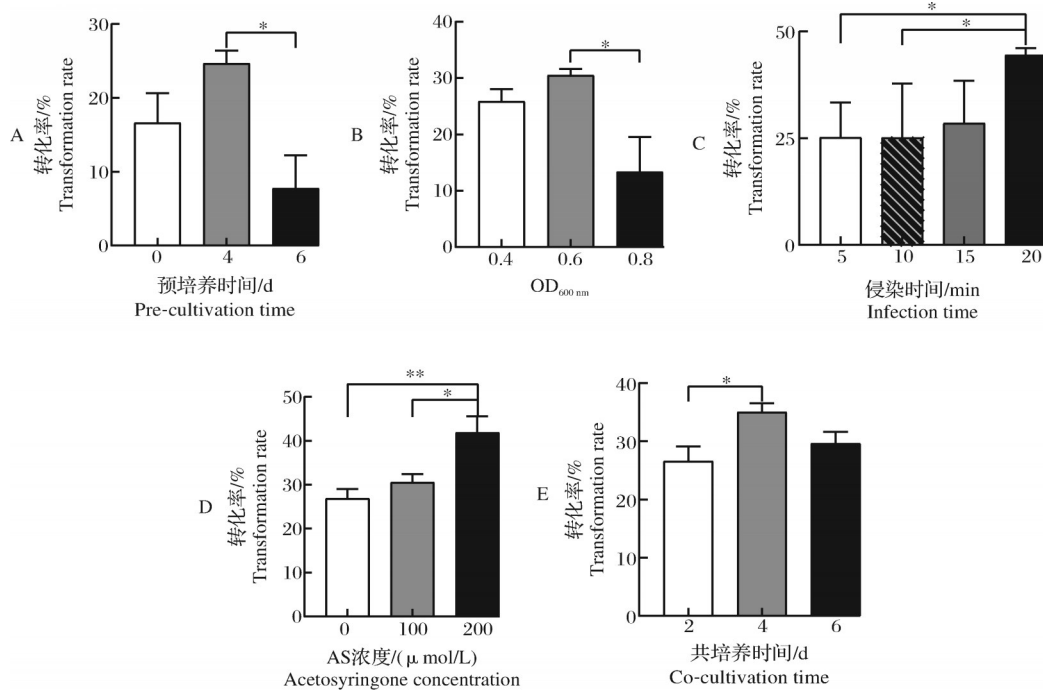 A
转化率/%
Transformation rate
30
20
10
0
*
0 4 6
预培养时间/d
Pre-cultivation time
B
转化率/%
Transformation rate
40
30
20
10
0
*
0.4 0.6 0.8
OD600 nm
C
转化率/%
Transformation rate
50
25
0
*
*
5 10 15 20
侵染时间/min
Infection time
D
转化率/%
Transformation rate
50
40
30
20
10
0
**
*
0 100 200
AS浓度/(μ mol/L)
Acetosyringone concentration
E
转化率/%
Transformation rate
40
30
20
10
0
*
2 4 6
共培养时间/d
Co-cultivation time